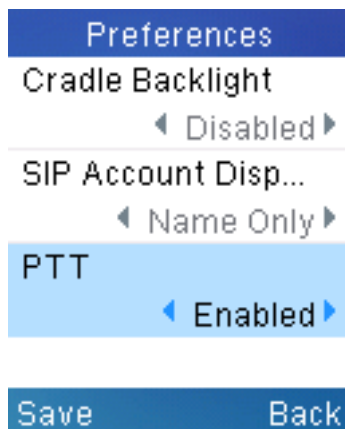 Preferences
Cradle Backlight
Disabled
SIP Account Disp...
Name Only
PTT
Enabled
Save Back